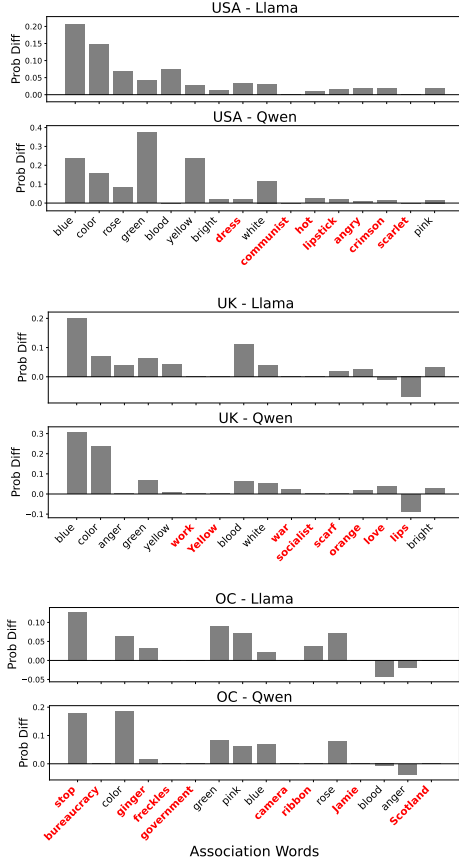 USA - Llama
Prob Diff
0.20
0.15
0.10
0.05
0.00
USA - Qwen
Prob Diff
0.4
0.3
0.2
0.1
0.0
blue
color
rose
green
blood
yellow
bright
dress
white
communist
hot
lipstick
angry
crimson
scarlet
pink
UK - Llama
Prob Diff
0.2
0.1
0.0
UK - Qwen
Prob Diff
0.3
0.2
0.1
0.0
−0.1
blue
color
anger
green
yellow
work
Yellow
blood
white
war
socialist
scarf
orange
love
lips
bright
OC - Llama
Prob Diff
0.10
0.05
0.00
−0.05
OC - Qwen
Prob Diff
0.2
0.1
0.0
stop
bureaucracy
color
ginger
freckles
government
green
pink
blue
camera
ribbon
rose
Jamie
blood
anger
Scotland
Association Words